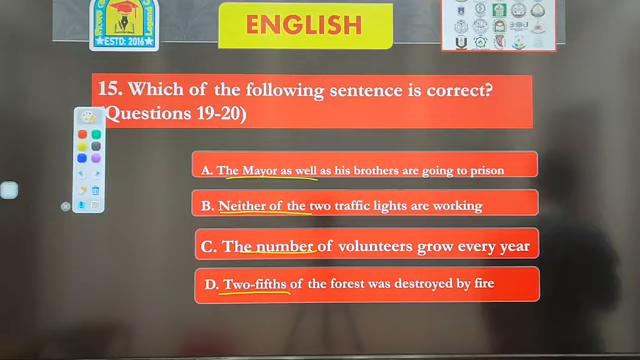 ENGLISH
ESTD: 2016
15. Which of the following sentence is correct?
(Questions 19-20)
A. The Mayor as well as his brothers are going to prison
B. Neither of the two traffic lights are working
C. The number of volunteers grow every year
D. Two-fifths of the forest was destroyed by fire